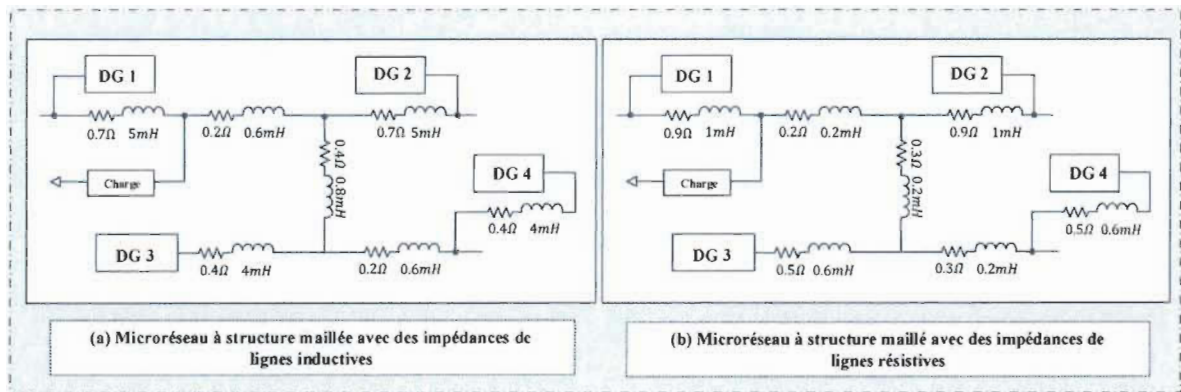 DG 1
DG 2
0.7Ω 5mH
0.2Ω 0.6mH
0.7Ω 5mH
0.4Ω 0.8mH
Charge
DG 4
0.4Ω 4mH
DG 3
0.4Ω 4mH
0.2Ω 0.6mH
(a) Microréseau à structure maillée avec des impédances de
lignes inductives
DG 1
DG 2
0.9Ω 1mH
0.2Ω 0.2mH
0.9Ω 1mH
0.3Ω 0.2mH
Charge
DG 4
0.5Ω 0.6mH
DG 3
0.5Ω 0.6mH
0.3Ω 0.2mH
(b) Microréseau à structure maillé avec des impédances de
lignes résistives